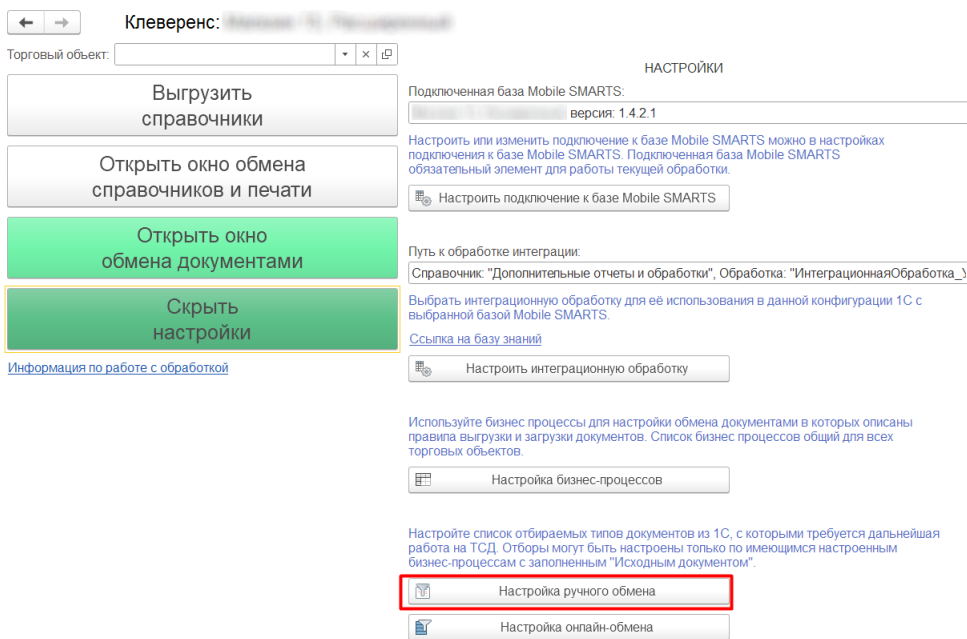 Клеверенс:
Торговый объект:
Выгрузить
справочники
Открыть окно обмена
справочников и печати
Открыть окно
обмена документами
Скрыть
настройки
Информация по работе с обработкой
НАСТРОЙКИ
Подключенная база Mobile SMARTS:
версия: 1.4.2.1
Настроить или изменить подключение к базе Mobile SMARTS можно в настройках
подключения к базе Mobile SMARTS. Подключенная база Mobile SMARTS
обязательный элемент для работы текущей обработки.
Настроить подключение к базе Mobile SMARTS
Путь к обработке интеграции:
Справочник: "Дополнительные отчеты и обработки", Обработка: "ИнтеграционнаяОбработка_У
Выбрать интеграционную обработку для её использования в данной конфигурации 1С с
выбранной базой Mobile SMARTS.
Ссылка на базу знаний
Настроить интеграционную обработку
Используйте бизнес процессы для настройки обмена документами в которых описаны
правила выгрузки и загрузки документов. Список бизнес процессов общий для всех
торговых объектов.
Настройка бизнес-процессов
Настройте список отбираемых типов документов из 1С, с которыми требуется дальнейшая
работа на ТСД. Отборы могут быть настроены только по имеющимся настроенным
бизнес-процессам с заполненным "Исходным документом".
Настройка ручного обмена
Настройка онлайн-обмена